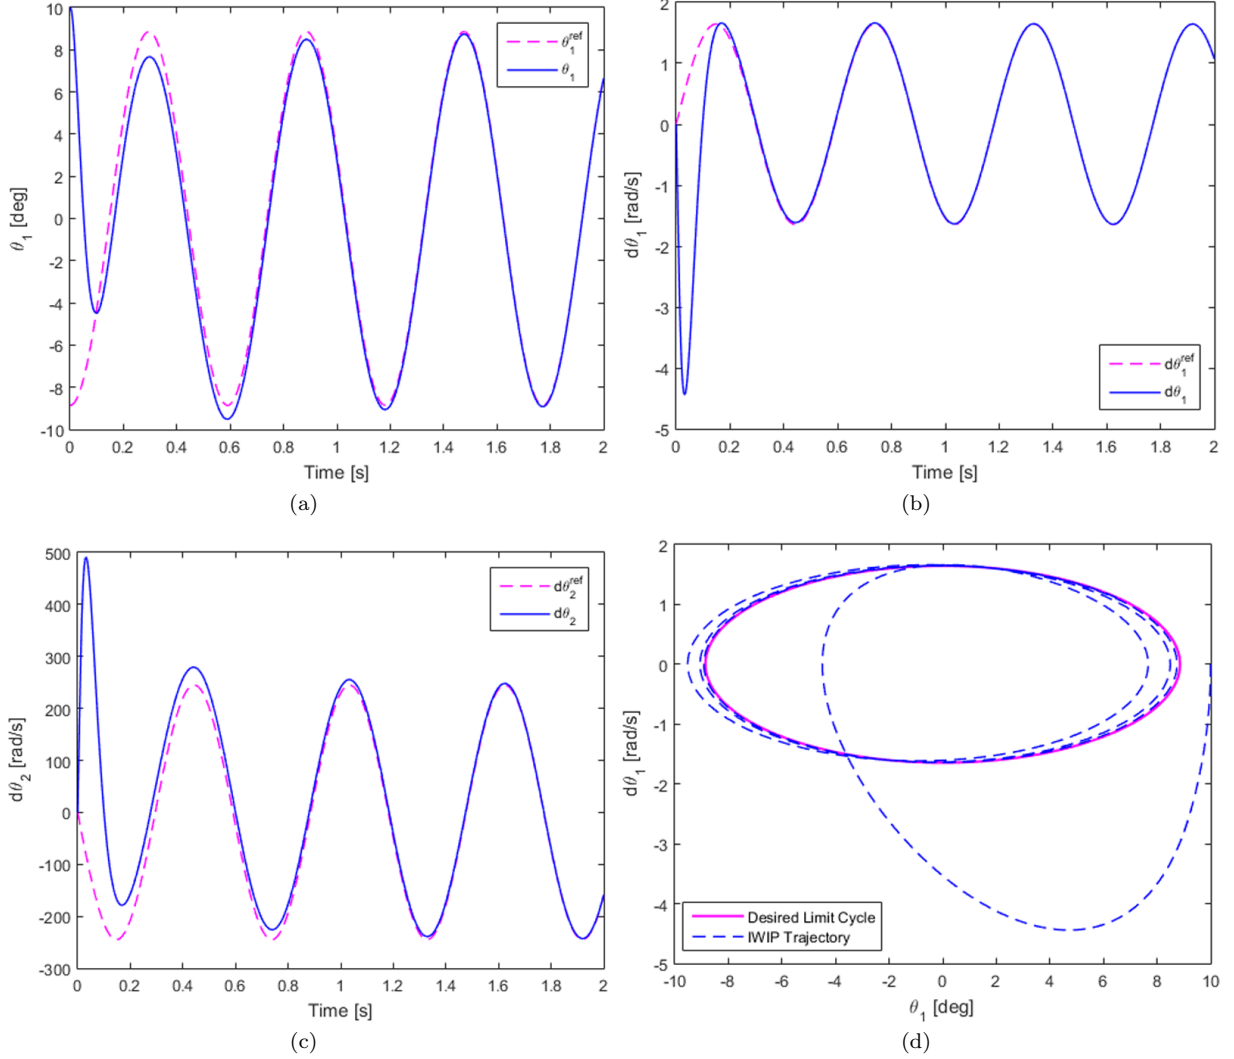 10
8
6
4
2
0
-2
-4
-6
-8
-10
θ₁ [deg]
0 0.2 0.4 0.6 0.8 1 1.2 1.4 1.6 1.8 2
Time [s]
θ₁^ref
θ₁
(a)
2
1
0
-1
-2
-3
-4
-5
dθ₁ [rad/s]
0 0.2 0.4 0.6 0.8 1 1.2 1.4 1.6 1.8 2
Time [s]
dθ₁^ref
dθ₁
(b)
500
400
300
200
100
0
-100
-200
-300
dθ₂ [rad/s]
0 0.2 0.4 0.6 0.8 1 1.2 1.4 1.6 1.8 2
Time [s]
dθ₂^ref
dθ₂
(c)
2
1
0
-1
-2
-3
-4
-5
dθ₁ [rad/s]
-10 -8 -6 -4 -2 0 2 4 6 8 10
θ₁ [deg]
Desired Limit Cycle
IWIP Trajectory
(d)